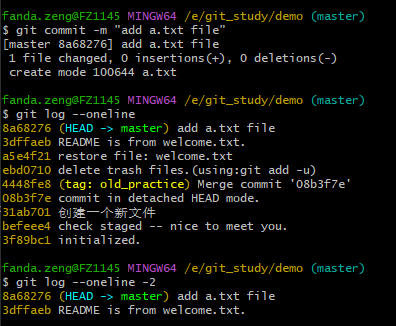 fanda.zeng@FZ1145 MINGW64 /e/git_study/demo (master)
$ git commit -m "add a.txt file"
[master 8a68276] add a.txt file
 1 file changed, 0 insertions(+), 0 deletions(-)
 create mode 100644 a.txt
fanda.zeng@FZ1145 MINGW64 /e/git_study/demo (master)
$ git log --oneline
8a68276 (HEAD -> master) add a.txt file
3dffaeb README is from welcome.txt.
a5e4f21 restore file: welcome.txt
ebd0710 delete trash files.(using:git add -u)
4448fe8 (tag: old_practice) Merge commit '08b3f7e'
08b3f7e commit in detached HEAD mode.
31ab701 创建一个新文件
befeee4 check staged -- nice to meet you.
3f89bc1 initialized.
fanda.zeng@FZ1145 MINGW64 /e/git_study/demo (master)
$ git log --oneline -2
8a68276 (HEAD -> master) add a.txt file
3dffaeb README is from welcome.txt.